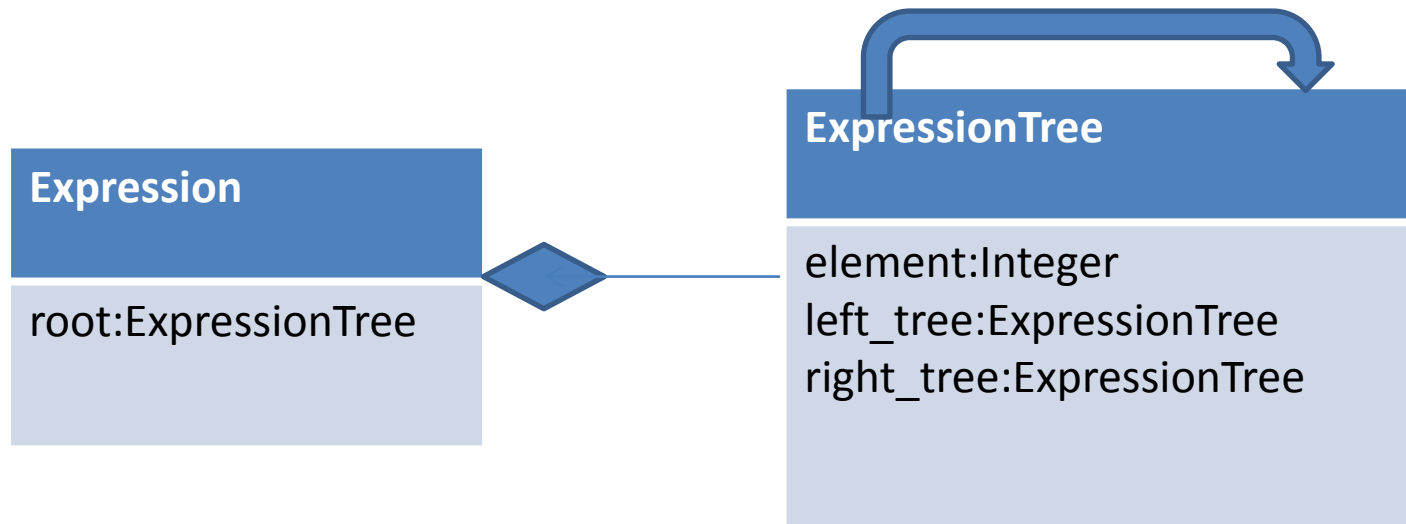 Expression
root:ExpressionTree
ExpressionTree
element:Integer
left_tree:ExpressionTree
right_tree:ExpressionTree